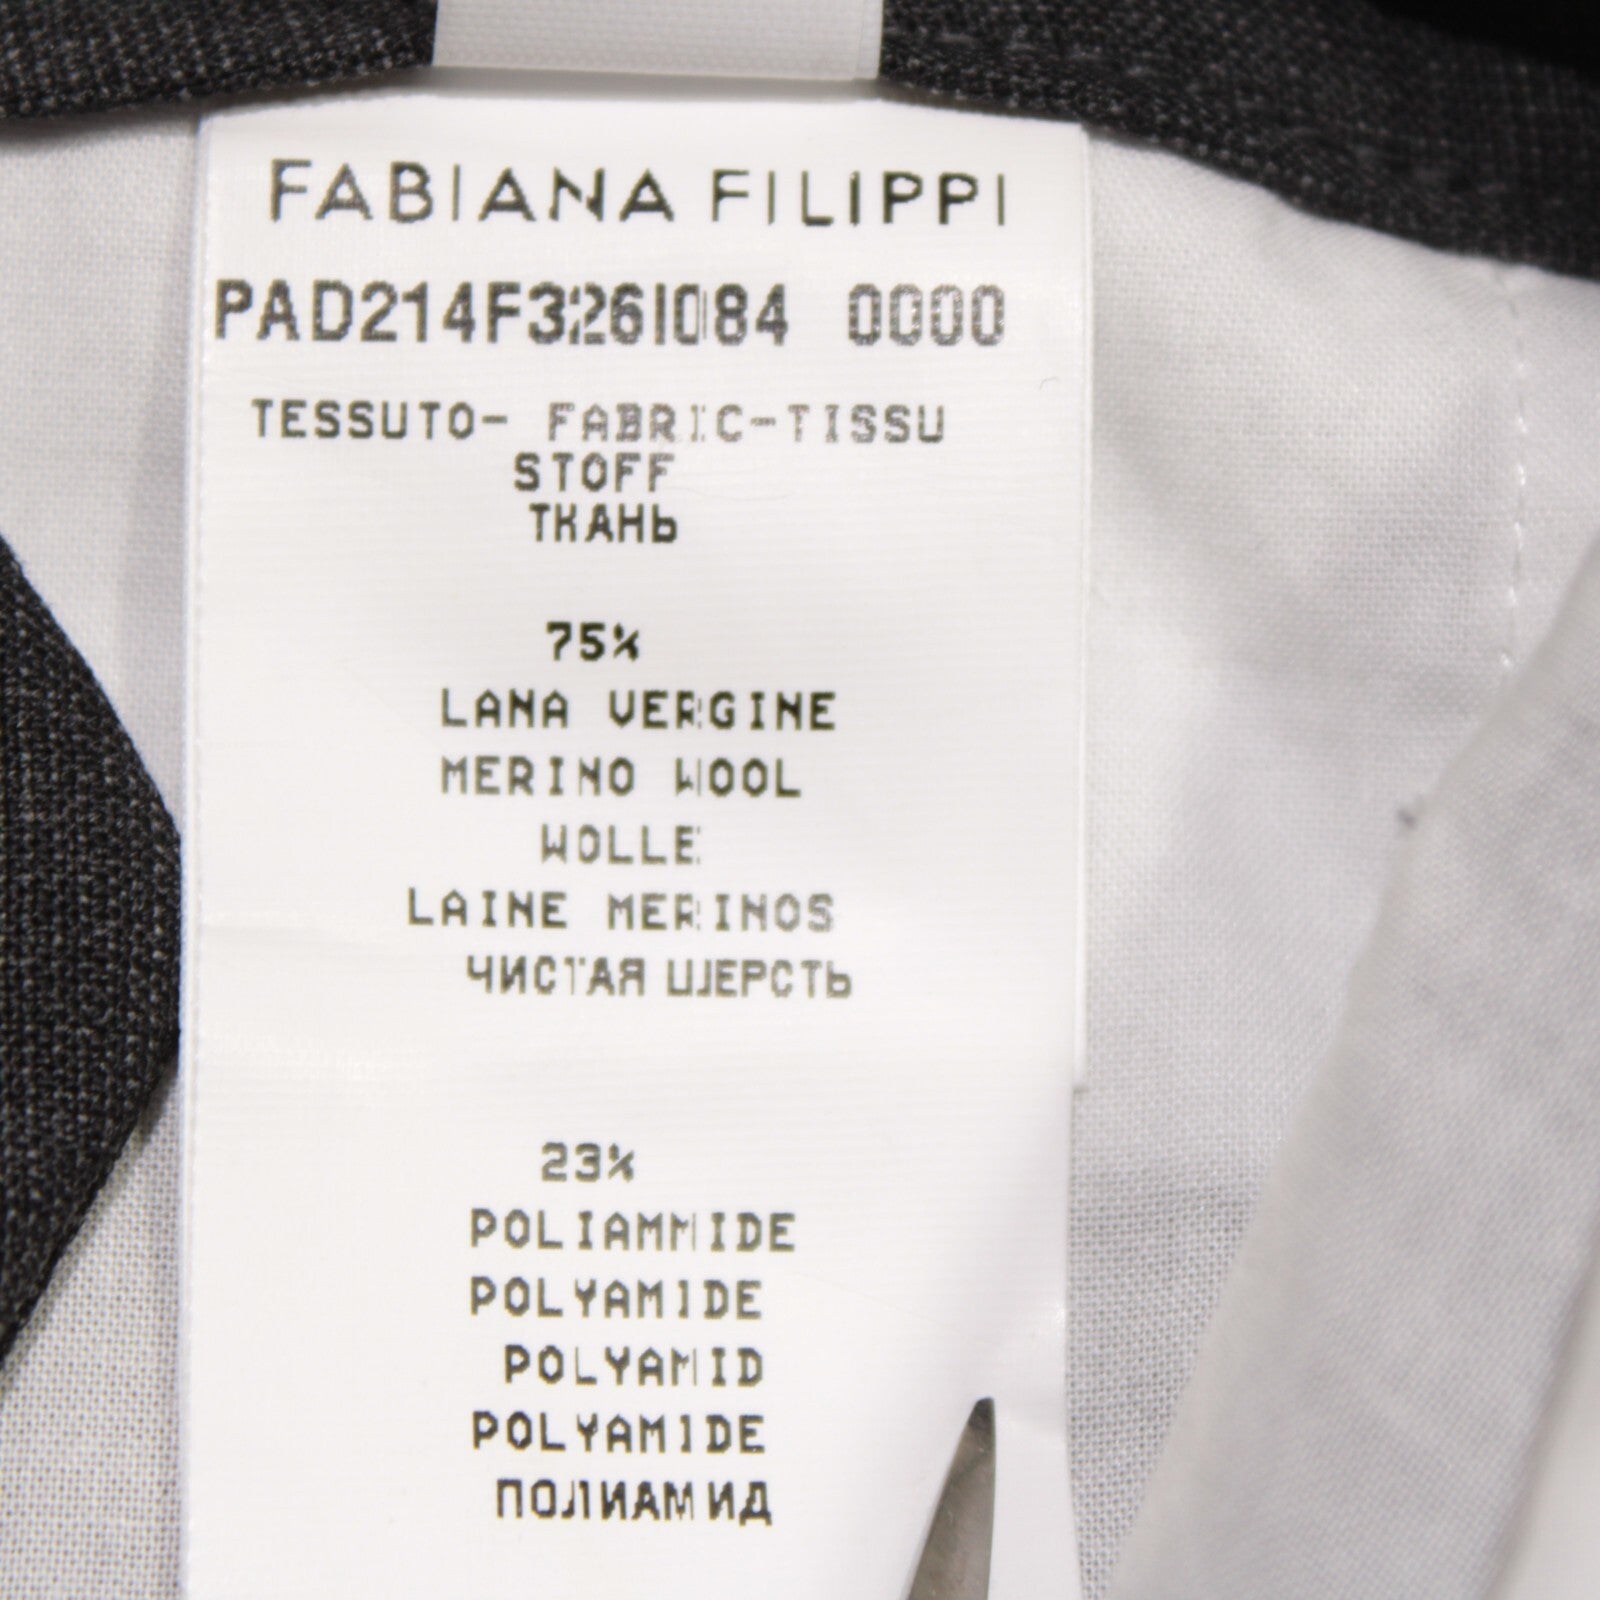 FABIANA FILIPPI
PAD214F326I084 0000
TESSUTO- FABRIC-TISSU
STOFF
ТКАНЬ
75%
LANA VERGINE
MERINO WOOL
WOLLE
LAINE MERINOS
ЧИСТАЯ ШЕРСТЬ
23%
POLIAMMIDE
POLYAMIDE
POLYAMID
POLYAMIDE
ПОЛИАМИД